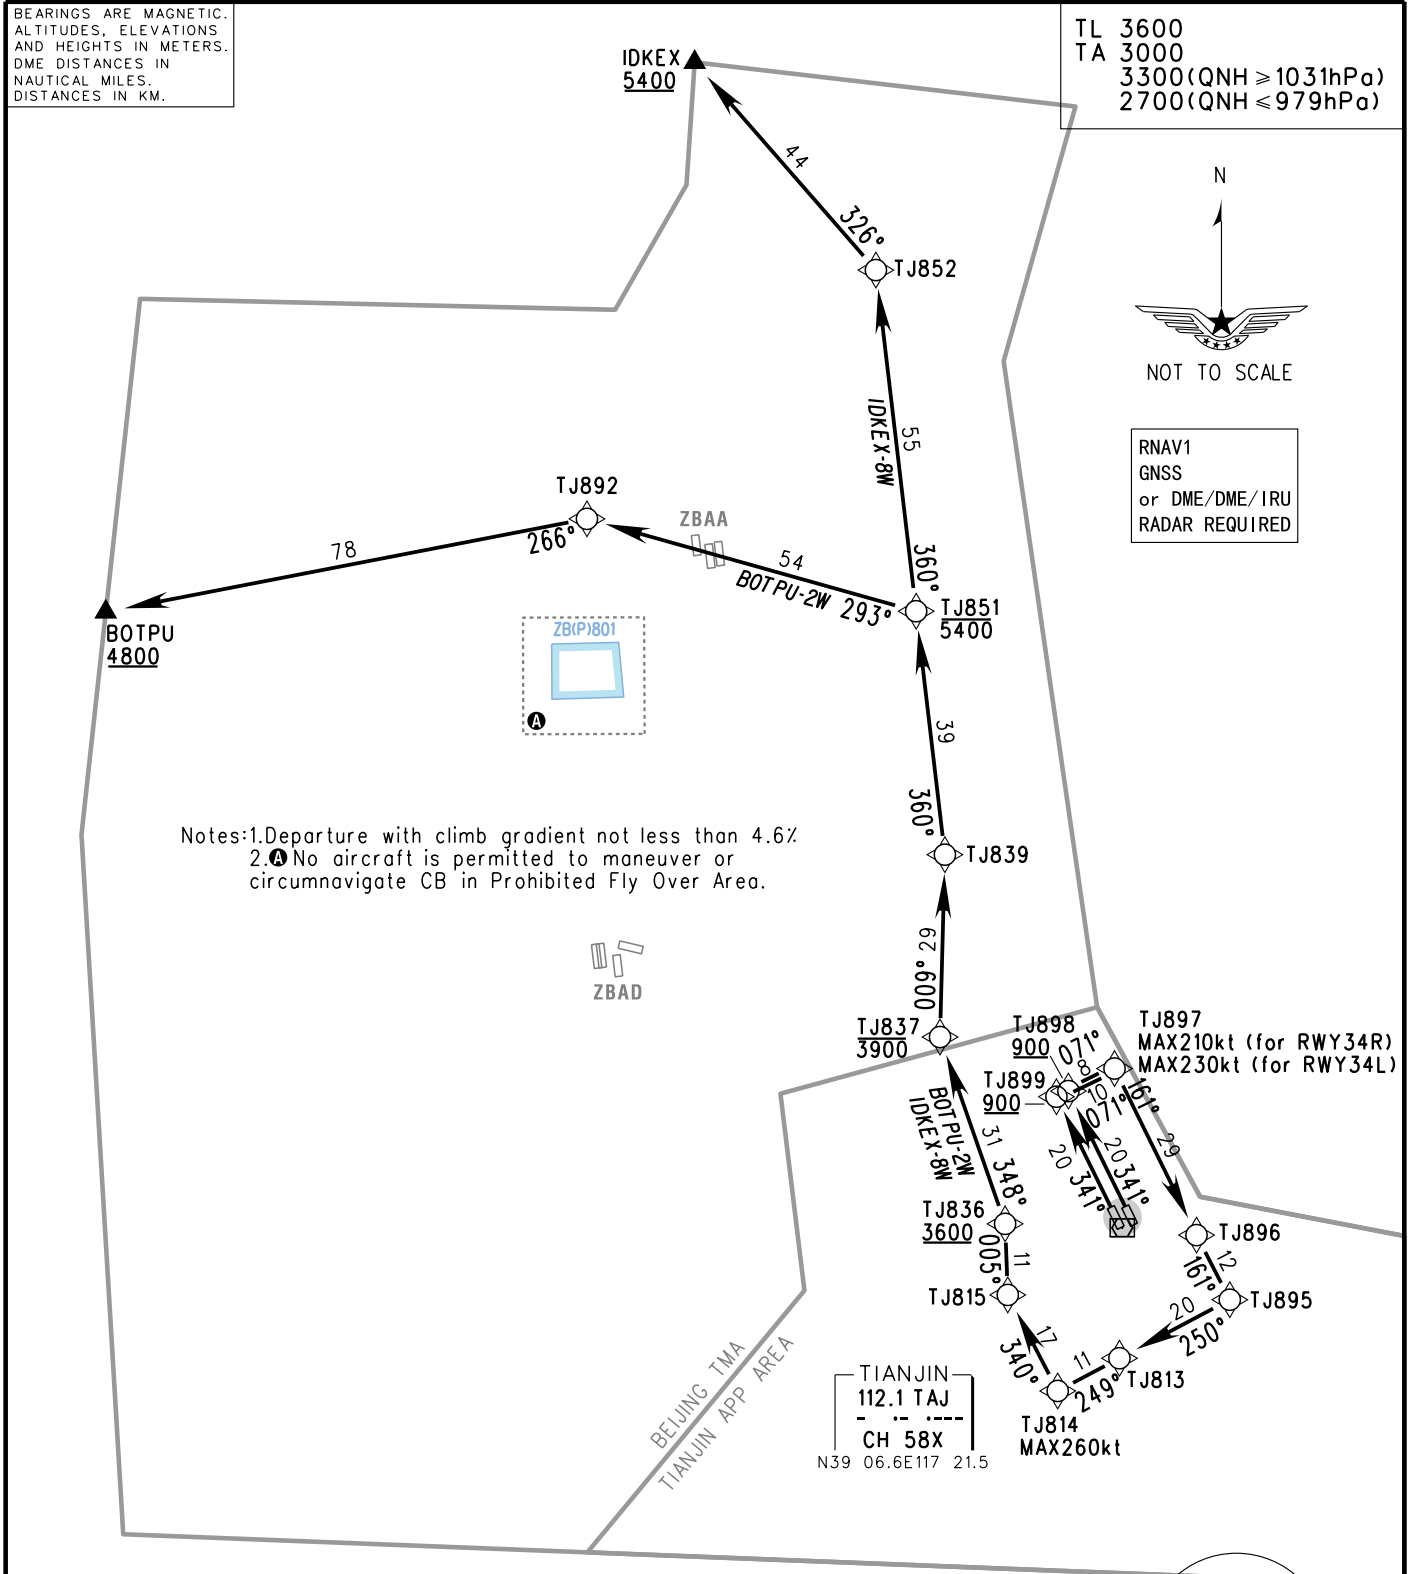 BEARINGS ARE MAGNETIC.
ALTITUDES, ELEVATIONS
AND HEIGHTS IN METERS.
DME DISTANCES IN
NAUTICAL MILES.
DISTANCES IN KM.
TL 3600
TA 3000
3300(QNH≥1031hPa)
2700(QNH≤979hPa)
IDKEX
5400
44
326°
TJ852
N
NOT TO SCALE
RNAV1
GNSS
or DME/DME/IRU
RADAR REQUIRED
IDKEX-8W
55
360°
TJ892
266°
78
ZBAA
54
BOTPU-2W 293°
TJ851
5400
BOTPU
4800
ZB(P)801
A
39
360°
TJ839
Notes:1.Departure with climb gradient not less than 4.6%
2.A No aircraft is permitted to maneuver or
circumnavigate CB in Prohibited Fly Over Area.
ZBAD
29
009°
TJ837
3900
TJ898
900
071°
8
TJ897
MAX210kt (for RWY34R)
MAX230kt (for RWY34L)
TJ899
900
10
071°
161°
29
BOTPU-2W
IDKEX-8W
31 348°
20 341°
20 341°
TJ836
3600
005°
11
TJ896
161°
12
TJ815
TJ895
20
250°
17
340°
11
249°
TJ813
TJ814
MAX260kt
BEIJING TMA
TIANJIN APP AREA
TIANJIN
112.1 TAJ
- ·- ·---
CH 58X
N39 06.6E117 21.5